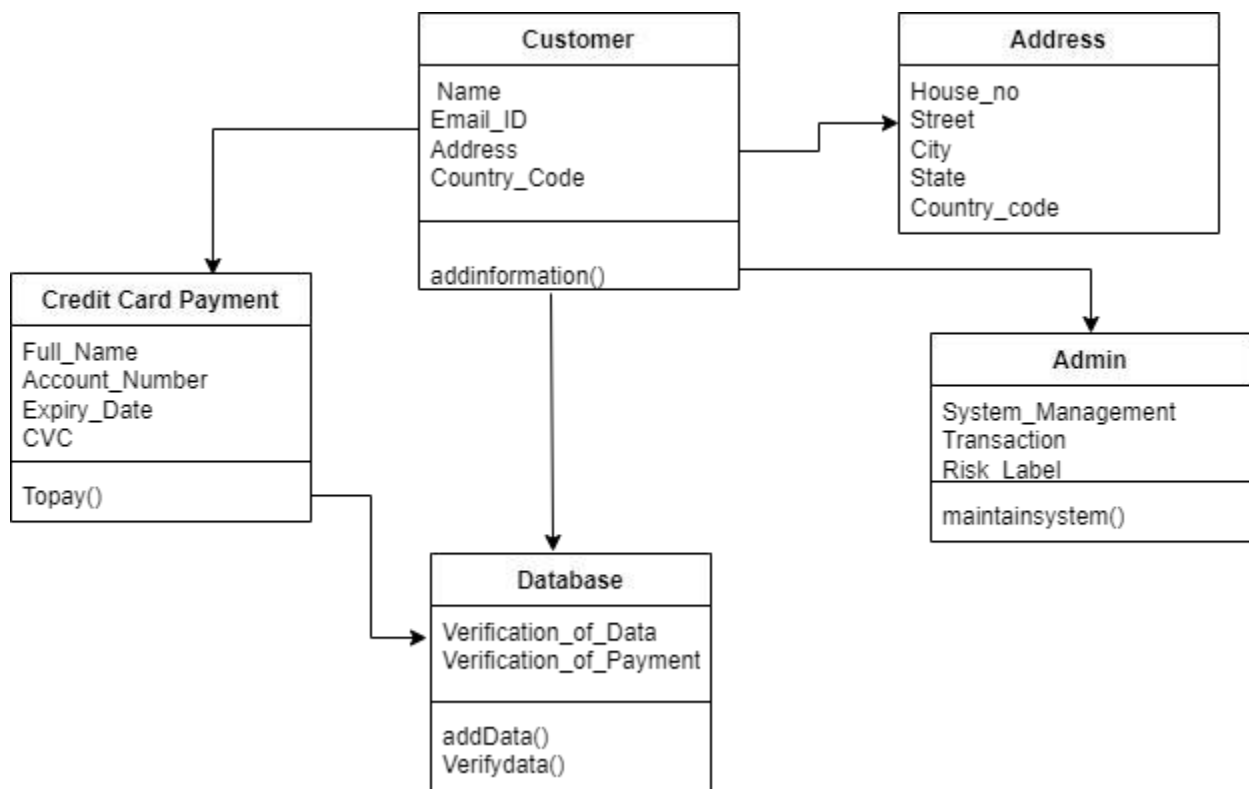 Customer
Name
Email_ID
Address
Country_Code
addinformation()
Address
House_no
Street
City
State
Country_code
Credit Card Payment
Full_Name
Account_Number
Expiry_Date
CVC
Topay()
Admin
System_Management
Transaction
Risk_Label
maintainsystem()
Database
Verification_of_Data
Verification_of_Payment
addData()
Verifydata()